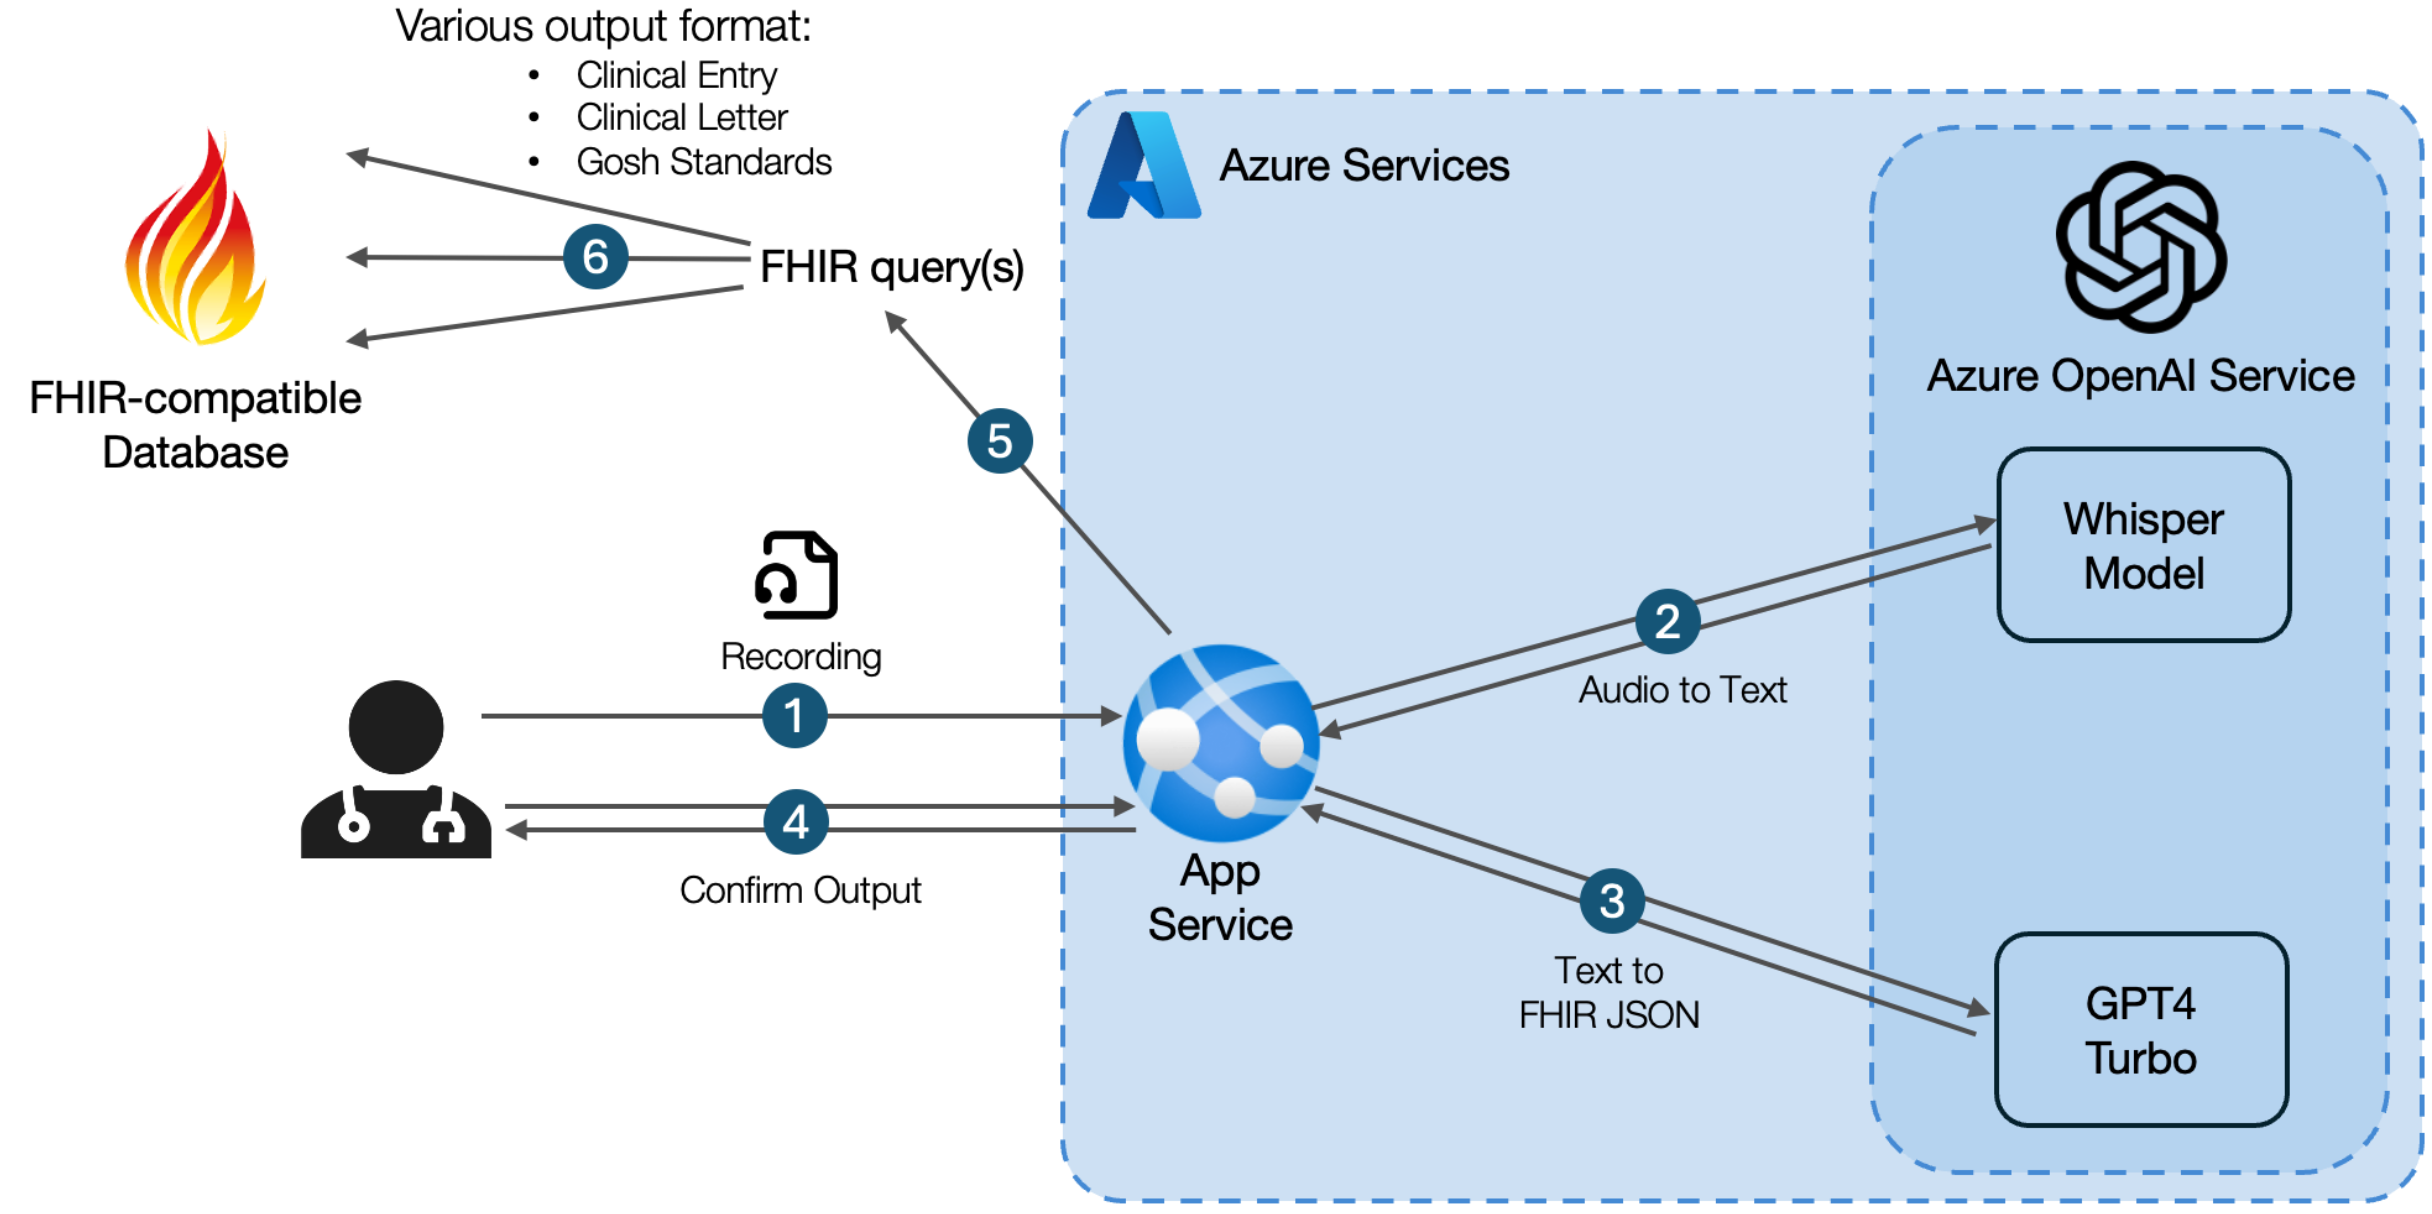 Various output format:
• Clinical Entry
• Clinical Letter
• Gosh Standards
Azure Services
6
FHIR query(s)
FHIR-compatible
Database
Azure OpenAI Service
5
Whisper
Model
Recording
2
Audio to Text
1
4
Confirm Output
App
Service
3
Text to
FHIR JSON
GPT4
Turbo